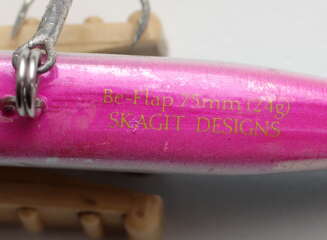 Be-Flap 75mm (24g)
SKAGIT DESIGNS